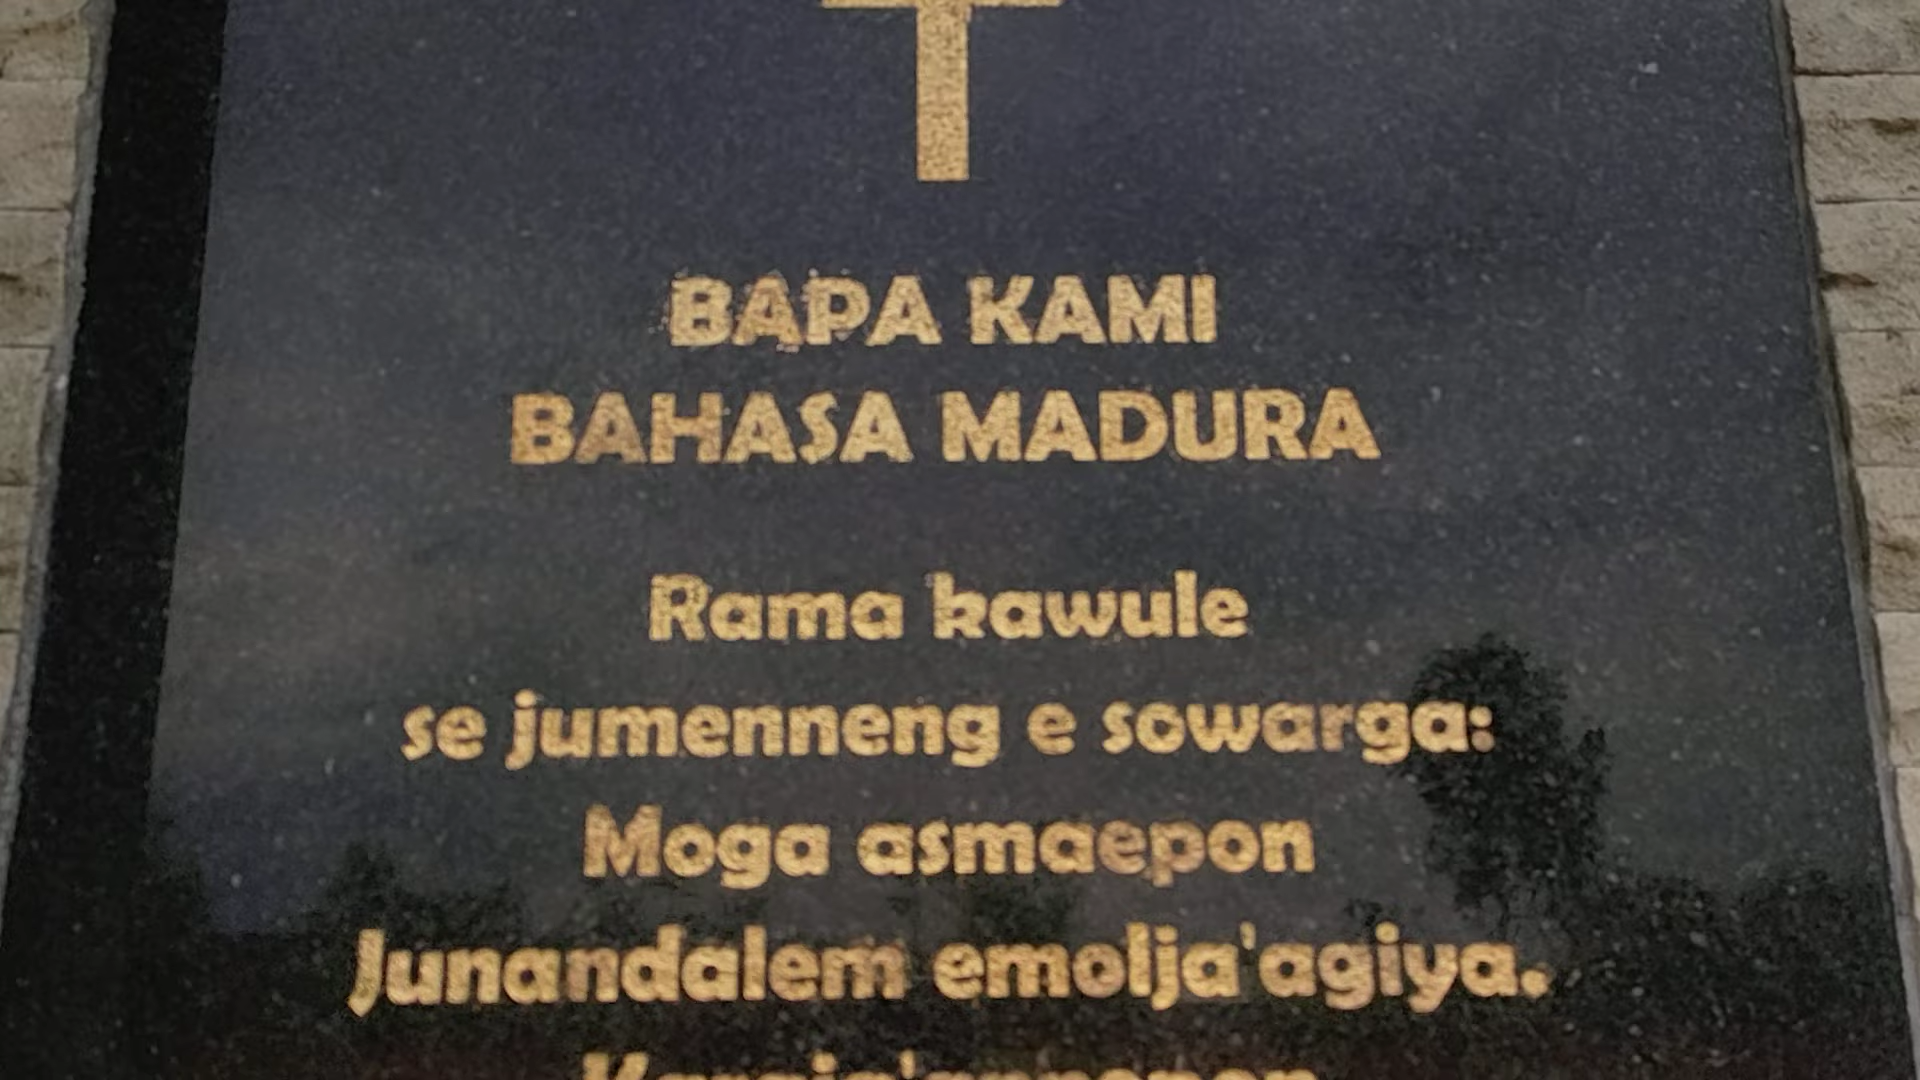 BAPA KAMI
BAHASA MADURA
Rama kawule
se jumenneng e sowarga:
Moga asmaepon
Junandalem emolja'agiya.